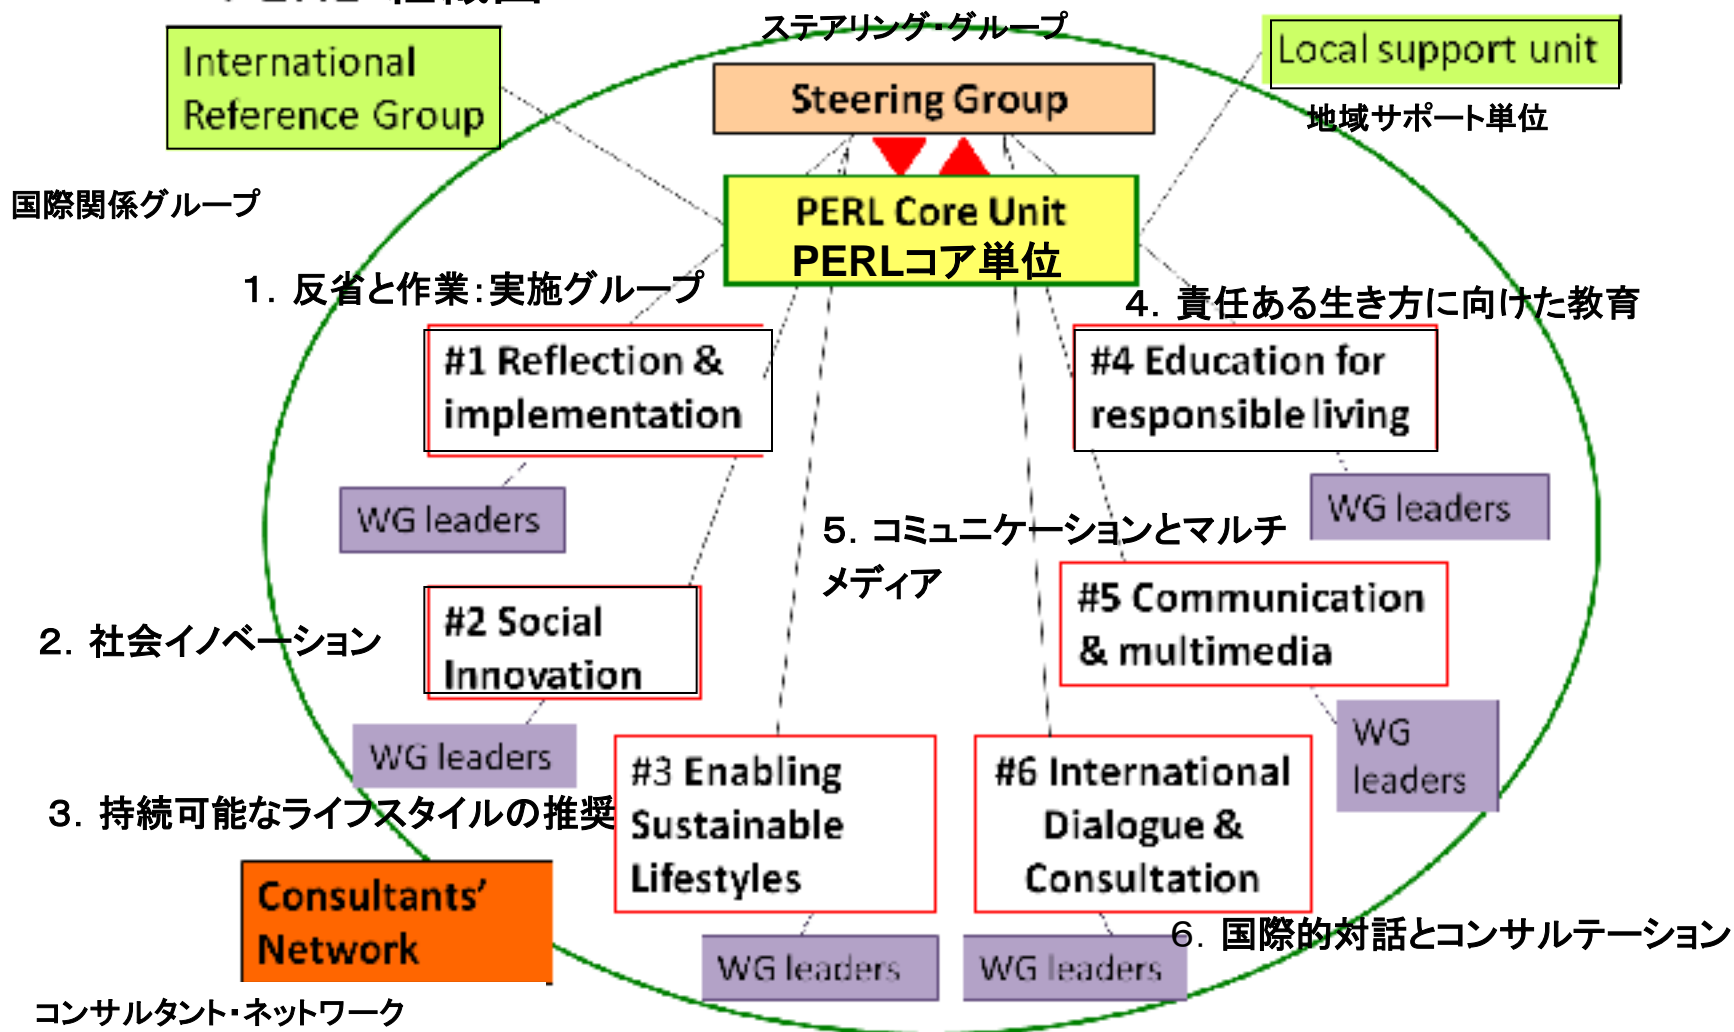 ステアリング・グループ
International
Reference Group
Steering Group
Local support unit
地域サポート単位
国際関係グループ
PERL Core Unit
PERLコア単位
１．反省と作業：実施グループ
４．責任ある生き方に向けた教育
#1 Reflection &
implementation
#4 Education for
responsible living
WG leaders
WG leaders
５．コミュニケーションとマルチ
メディア
#5 Communication
& multimedia
２．社会イノベーション
#2 Social
Innovation
WG leaders
WG
leaders
３．持続可能なライフスタイルの推奨
#3 Enabling
Sustainable
Lifestyles
#6 International
Dialogue &
Consultation
Consultants’
Network
６．国際的対話とコンサルテーション
WG leaders
WG leaders
コンサルタント・ネットワーク